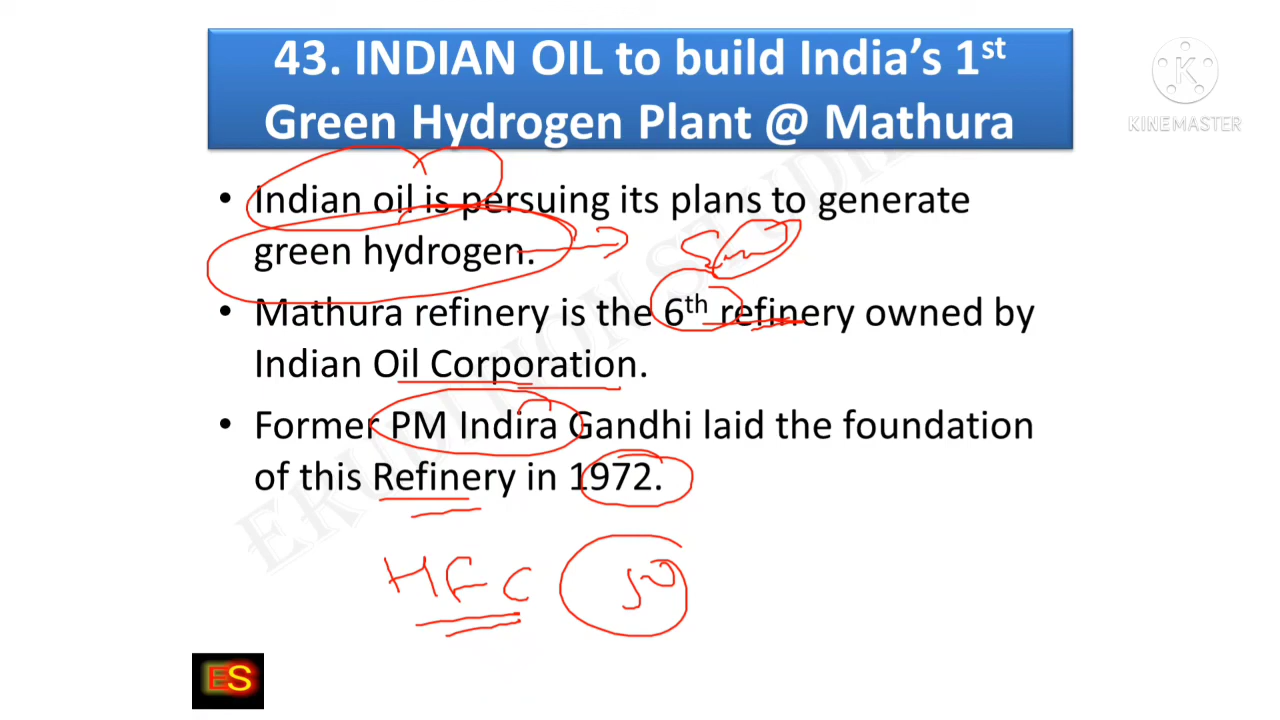 43. INDIAN OIL to build India's 1st
Green Hydrogen Plant @ Mathura
KINEMASTER
• Indian oil is persuing its plans to generate
green hydrogen.
• Mathura refinery is the 6th refinery owned by
Indian Oil Corporation.
• Former PM Indira Gandhi laid the foundation
of this Refinery in 1972.
HFC 50
ES